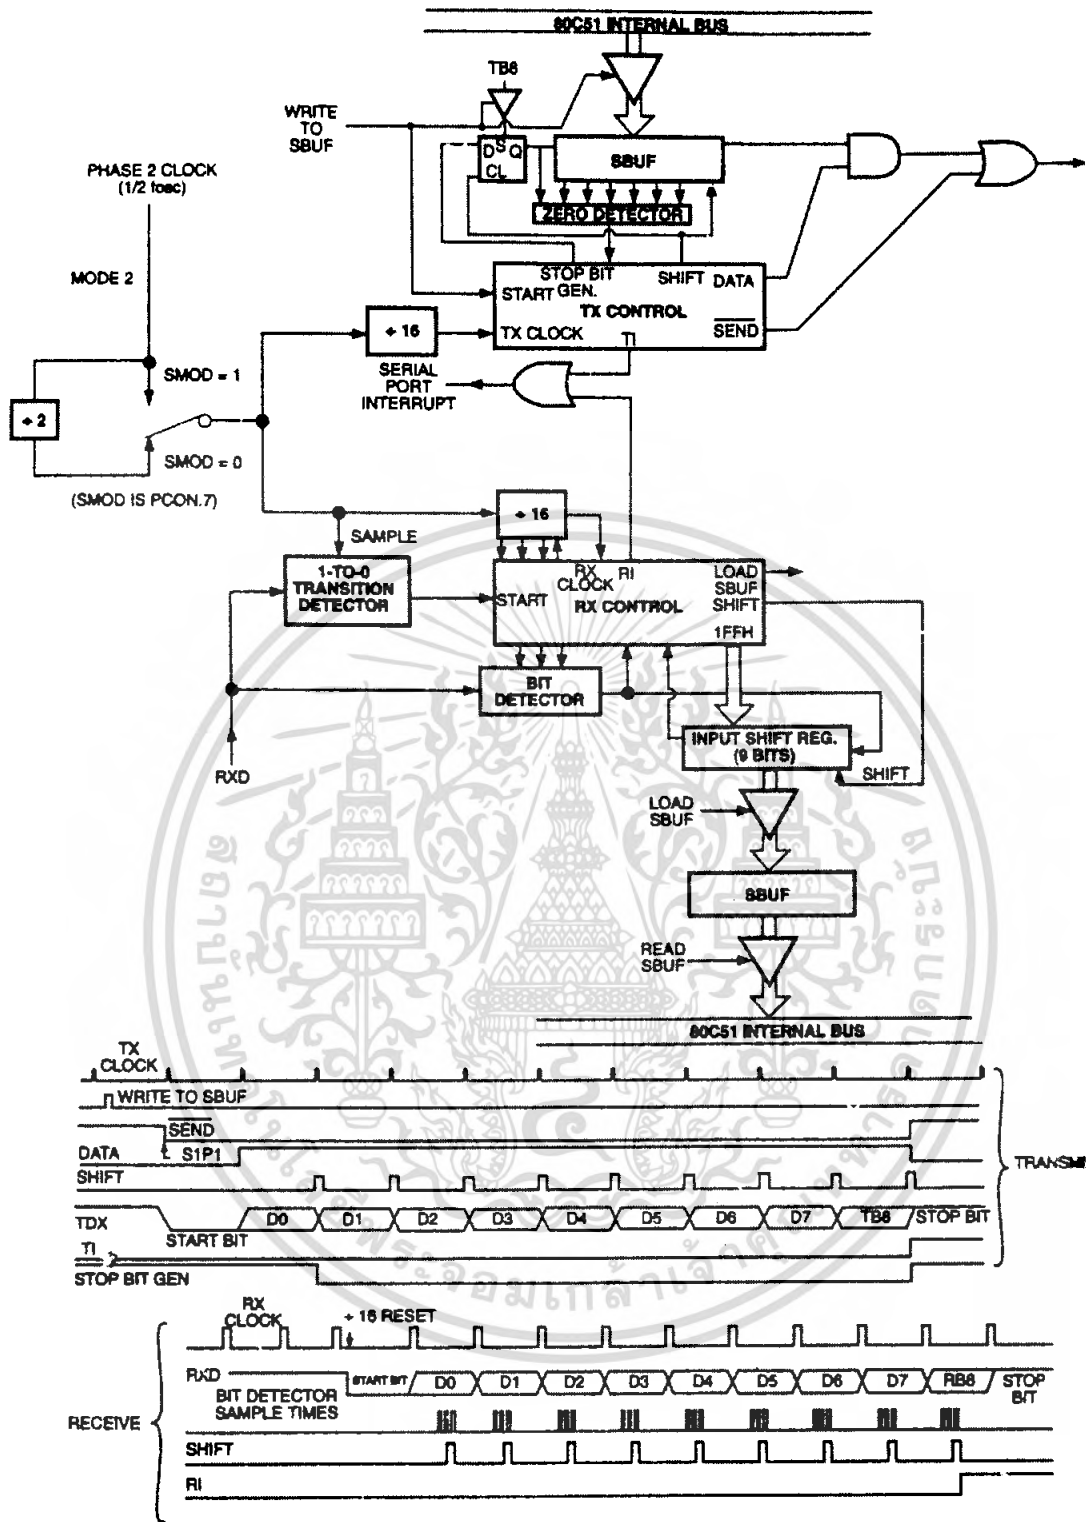 80C51 INTERNAL BUS
TB8
WRITE
TO
SBUF
D S Q
CL
SBUF
ZERO DETECTOR
PHASE 2 CLOCK
(1/2 fosc)
MODE 2
STOP BIT
GEN.
SHIFT
DATA
START
TX CONTROL
TX CLOCK
TI
SEND
÷ 16
SERIAL
PORT
INTERRUPT
SMOD = 1
÷ 2
SMOD = 0
(SMOD IS PCON.7)
÷ 16
SAMPLE
1-TO-0
TRANSITION
DETECTOR
RX
CLOCK
RI
LOAD
SBUF
START
RX CONTROL
SHIFT
1FFH
BIT
DETECTOR
INPUT SHIFT REG.
(9 BITS)
RXD
SHIFT
LOAD
SBUF
SBUF
READ
SBUF
80C51 INTERNAL BUS
TX
CLOCK
WRITE TO SBUF
SEND
DATA
S1P1
SHIFT
TRANSMI
TDX
START BIT
D0 D1 D2 D3 D4 D5 D6 D7 TB8
STOP BIT
TI
STOP BIT GEN
RX
CLOCK
÷ 16 RESET
RXD
START BIT
D0 D1 D2 D3 D4 D5 D6 D7 RB8
STOP
BIT
BIT DETECTOR
SAMPLE TIMES
RECEIVE
SHIFT
RI